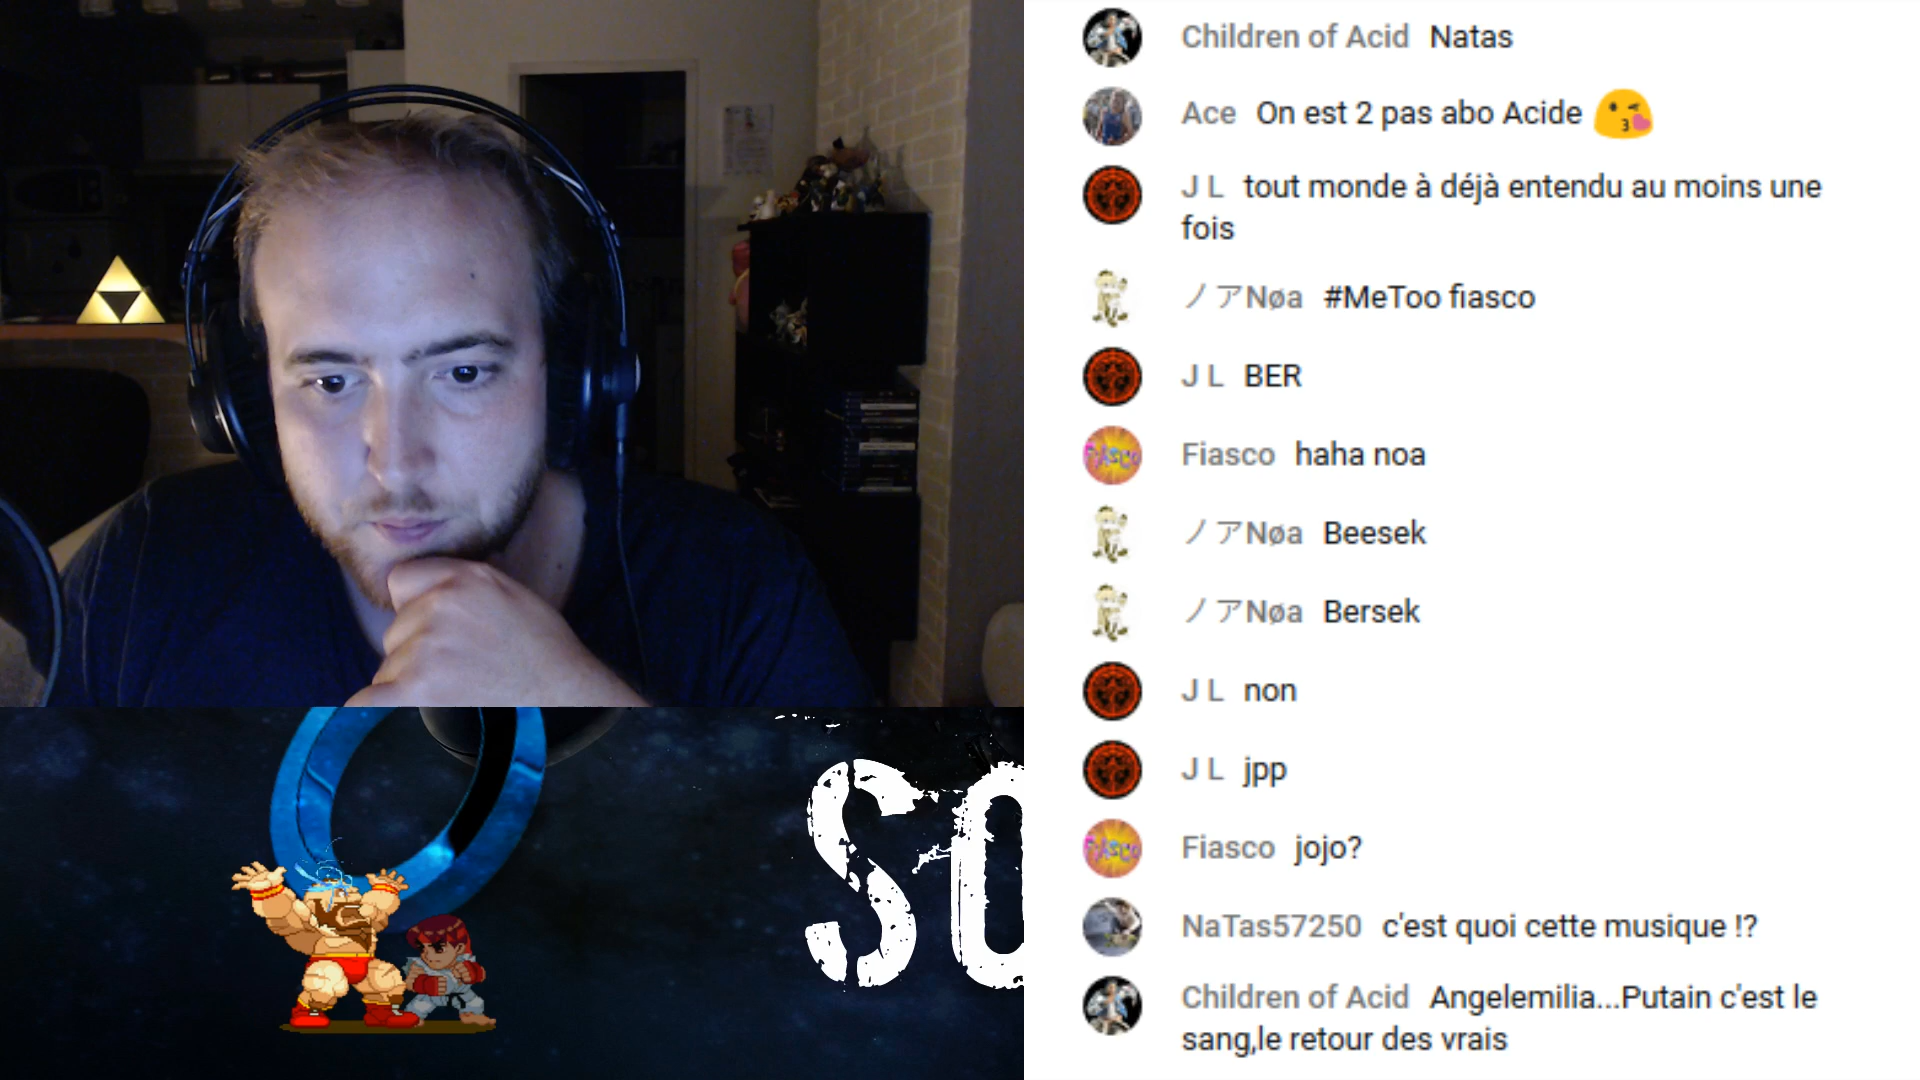 Children of Acid Natas
Ace On est 2 pas abo Acide 😘
J L tout monde à déjà entendu au moins une
fois
ノアNøa #MeToo fiasco
J L BER
Fiasco haha noa
ノアNøa Beesek
ノアNøa Bersek
J L non
J L jpp
Fiasco jojo?
NaTas57250 c'est quoi cette musique !?
Children of Acid Angelemilia...Putain c'est le
sang,le retour des vrais
SO